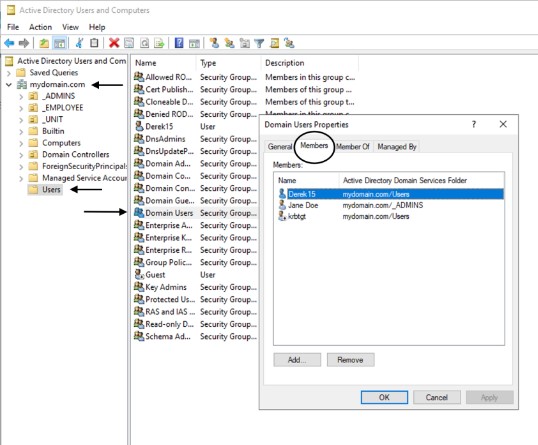 Active Directory Users and Computers
File Action View Help
Active Directory Users and Com
Saved Queries
mydomain.com
_ADMINS
_EMPLOYEE
_UNIT
Builtin
Computers
Domain Controllers
ForeignSecurityPrincipals
Managed Service Accour
Users
Name Type Description
Allowed RO... Security Group... Members in this group c...
Cert Publish... Security Group... Members of this group ...
Cloneable D... Security Group... Members of this group t...
Denied ROD... Security Group... Members in this group c...
Derek15 User
DnsAdmins Security Group...
DnsUpdateP... Security Group...
Domain Ad... Security Group...
Domain Co... Security Group...
Domain Con... Security Group...
Domain Gue... Security Group...
Domain Users Security Group...
Enterprise A... Security Group...
Enterprise K... Security Group...
Enterprise R... Security Group...
Group Polic... Security Group...
Guest User
Key Admins Security Group...
Protected Us... Security Group...
RAS and IAS ... Security Group...
Read-only D... Security Group...
Schema Ad... Security Group...
Domain Users Properties ? X
General Members Member Of Managed By
Members:
Name Active Directory Domain Services Folder
Derek 15 mydomain.com/Users
Jane Doe mydomain.com/_ADMINS
krbtgt mydomain.com/Users
Add... Remove
OK Cancel Apply